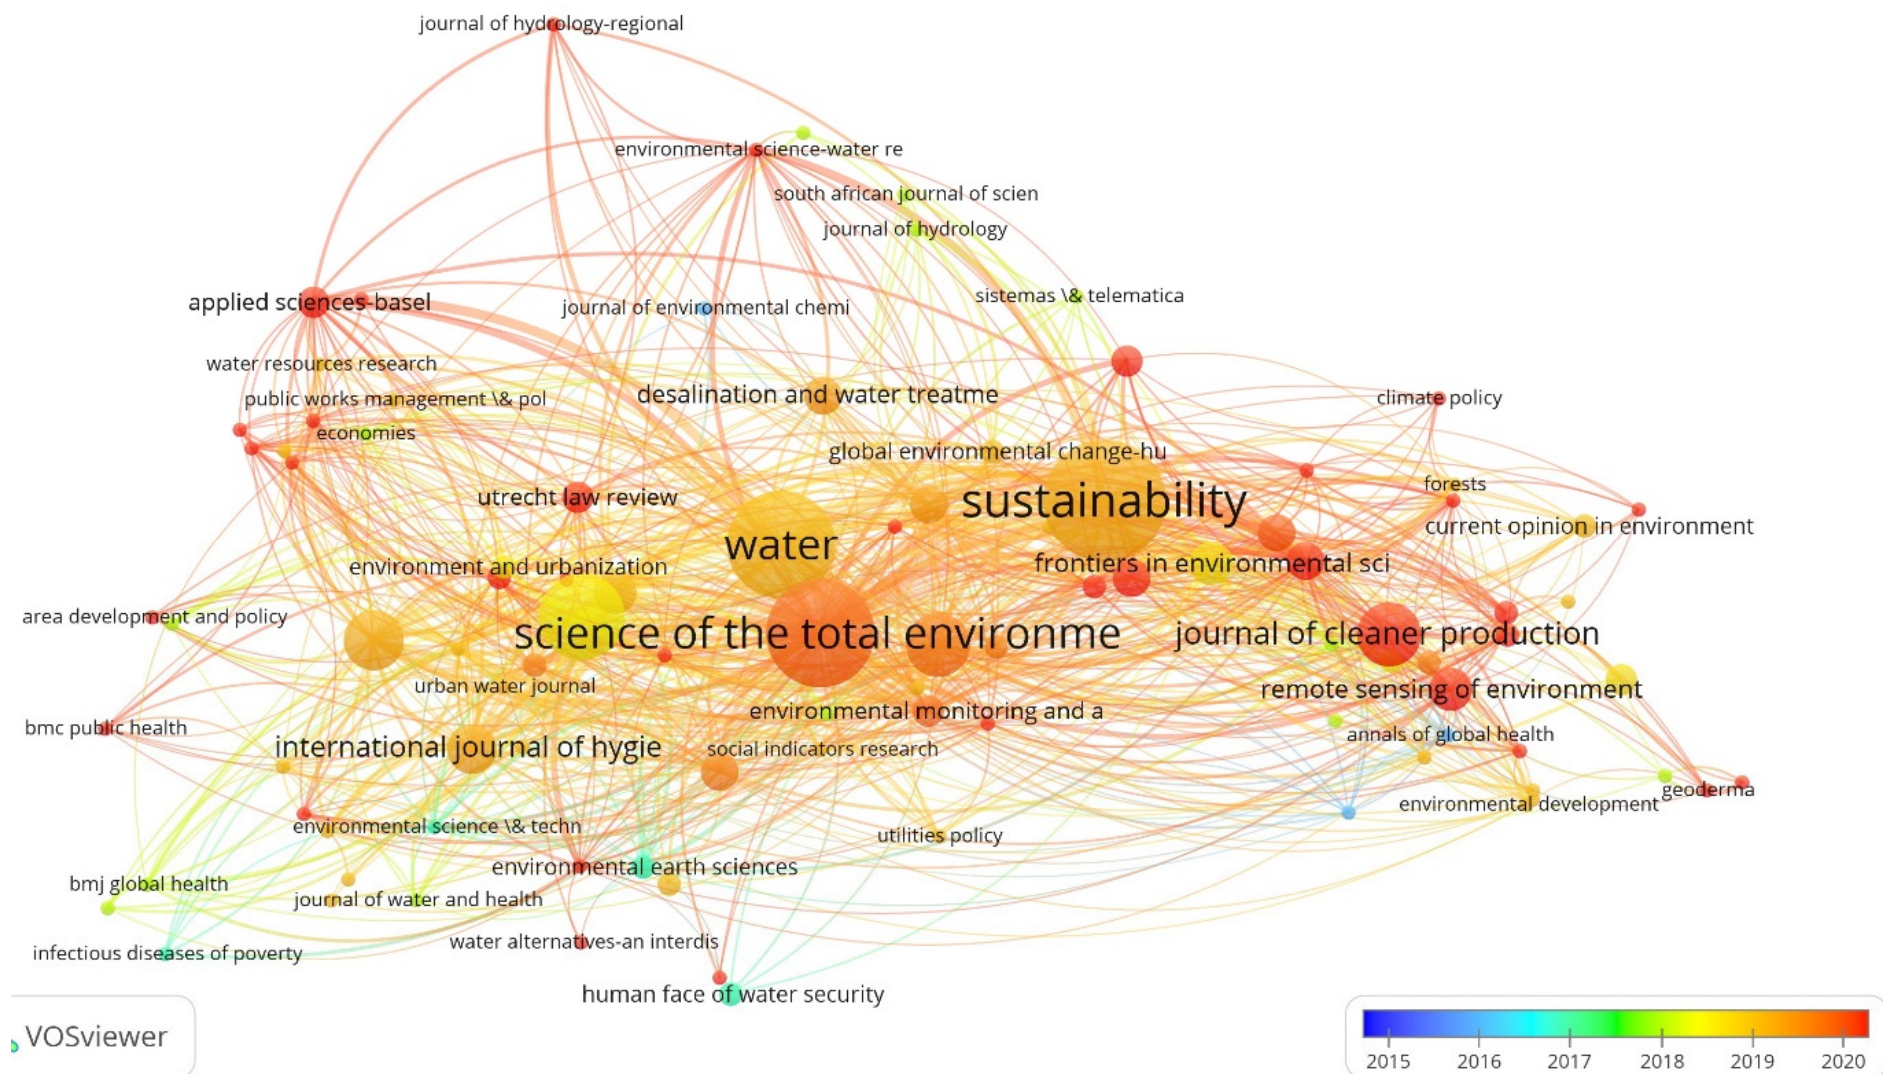 journal of hydrology-regional
environmental science-water re
south african journal of scien
journal of hydrology
sistemas \& telematica
applied sciences-basel
journal of environmental chemi
water resources research
desalination and water treatme
public works management \& pol
climate policy
economies
global environmental change-hu
forests
utrecht law review
sustainability
current opinion in environment
water
environment and urbanization
frontiers in environmental sci
area development and policy
science of the total environme
journal of cleaner production
urban water journal
remote sensing of environment
environmental monitoring and a
bmc public health
annals of global health
international journal of hygie
social indicators research
geoderma
environmental development
environmental science \& techn
utilities policy
environmental earth sciences
bmj global health
journal of water and health
water alternatives-an interdis
infectious diseases of poverty
human face of water security
VOSviewer
2015 2016 2017 2018 2019 2020